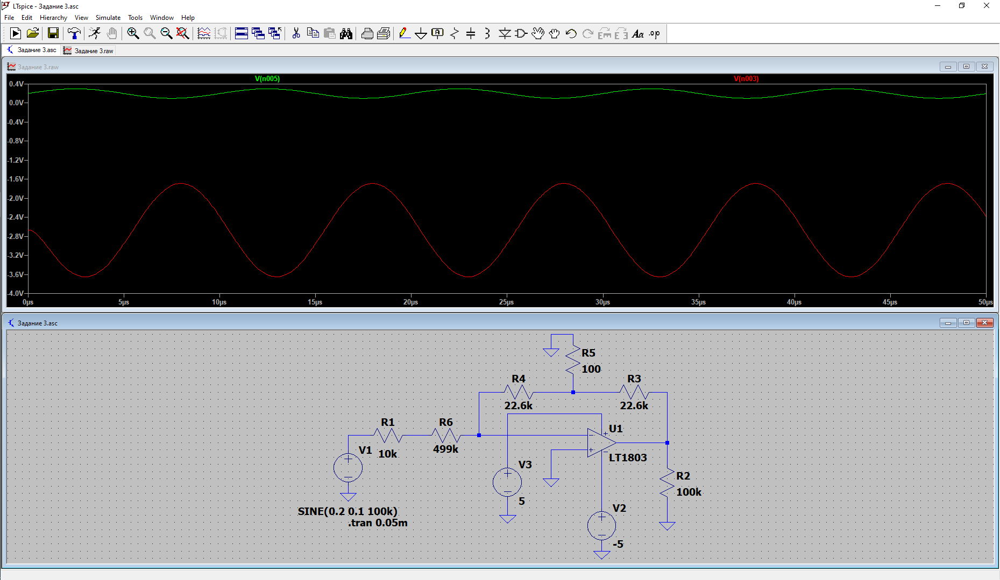 LTspice - Задание 3.asc
File Edit Hierarchy View Simulate Tools Window Help
Задание 3.asc Задание 3.raw
Задание 3.raw
V(n005) V(n003)
0.4V
0.0V
-0.4V
-0.8V
-1.2V
-1.6V
-2.0V
-2.4V
-2.8V
-3.2V
-3.6V
-4.0V
0µs 5µs 10µs 15µs 20µs 25µs 30µs 35µs 40µs 45µs 50µs
Задание 3.asc
R5
100
R4
22.6k
R3
22.6k
R1
10k
R6
499k
U1
LT1803
V1
V3
5
R2
100k
V2
-5
SINE(0.2 0.1 100k)
.tran 0.05m